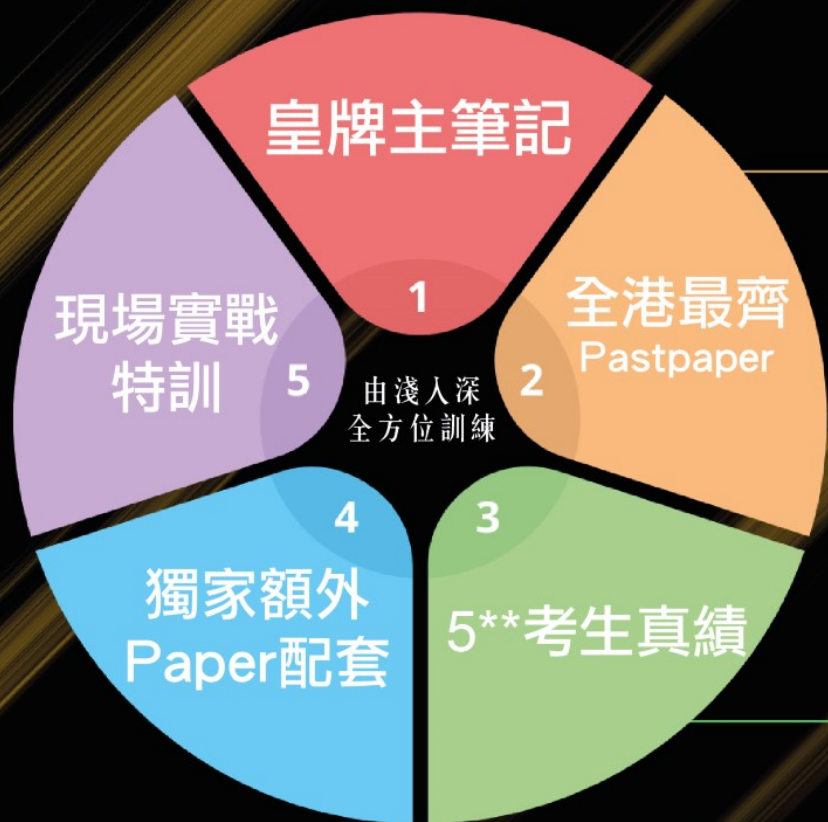 皇牌主筆記
1
全港最齊
Pastpaper
2
5**考生真績
3
獨家額外
Paper配套
4
現場實戰
特訓
5
由淺入深
全方位訓練